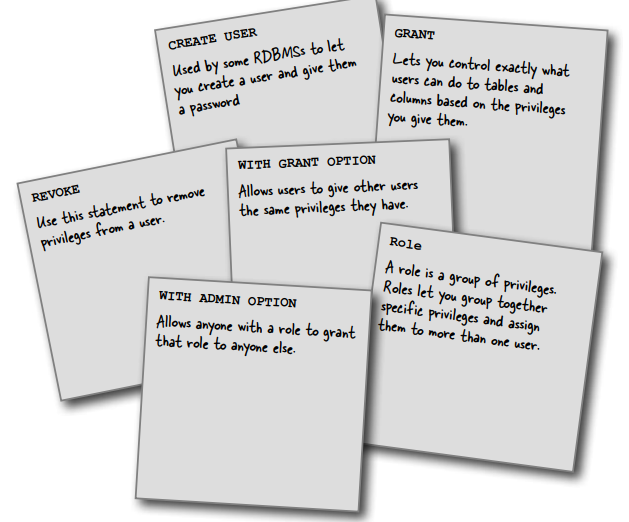 CREATE USER
Used by some RDBMSs to let
you create a user and give them
a password
GRANT
Lets you control exactly what
users can do to tables and
columns based on the privileges
you give them.
REVOKE
Use this statement to remove
privileges from a user.
WITH GRANT OPTION
Allows users to give other users
the same privileges they have.
Role
A role is a group of privileges.
Roles let you group together
specific privileges and assign
them to more than one user.
WITH ADMIN OPTION
Allows anyone with a role to grant
that role to anyone else.